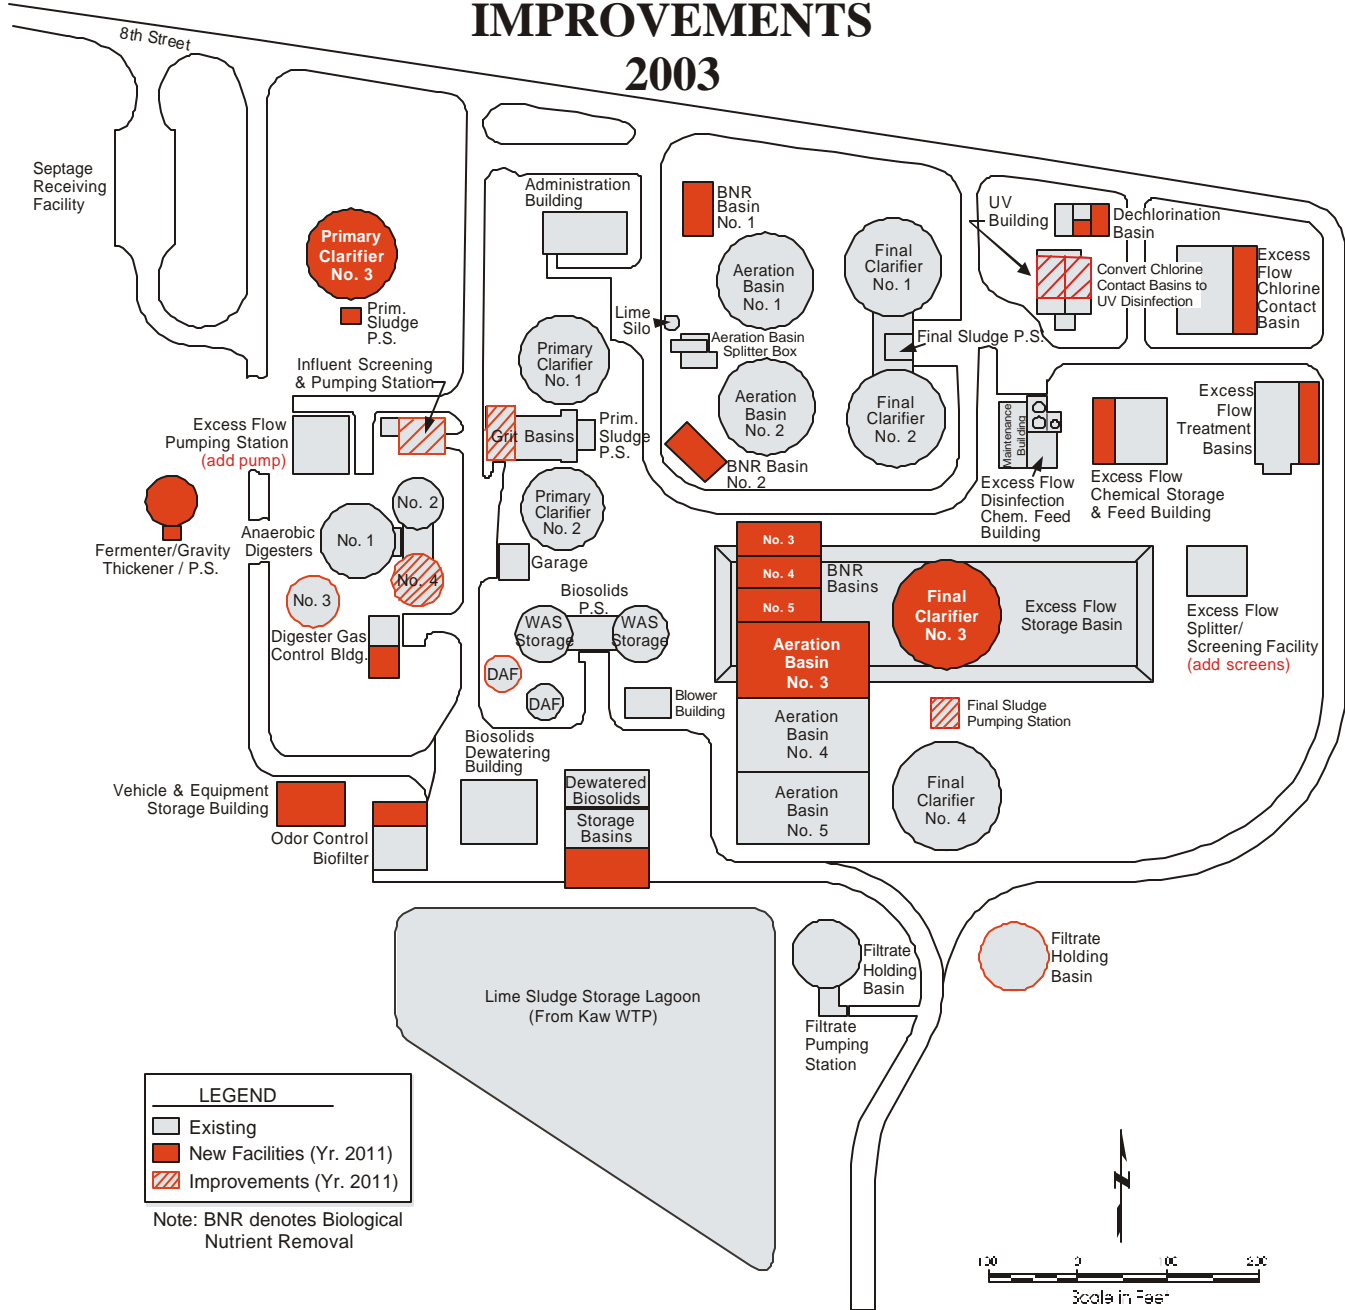 IMPROVEMENTS
2003
8th Street
Septage
Receiving
Facility
Primary
Clarifier
No. 3
Prim.
Sludge
P.S.
Influent Screening
& Pumping Station
Excess Flow
Pumping Station
(add pump)
Fermenter/Gravity
Thickener / P.S.
Anaerobic
Digesters
No. 1
No. 2
No. 3
No. 4
Digester Gas
Control Bldg.
Vehicle & Equipment
Storage Building
Odor Control
Biofilter
Administration
Building
Primary
Clarifier
No. 1
Grit Basins
Prim.
Sludge
P.S.
Primary
Clarifier
No. 2
Garage
Biosolids
P.S.
WAS
Storage
WAS
Storage
DAF
DAF
Blower
Building
Biosolids
Dewatering
Building
Dewatered
Biosolids
Storage
Basins
BNR
Basin
No. 1
Lime
Silo
Aeration
Basin
No. 1
Aeration Basin
Splitter Box
Aeration
Basin
No. 2
BNR Basin
No. 2
Final
Clarifier
No. 1
Final Sludge P.S.
Final
Clarifier
No. 2
UV
Building
Dechlorination
Basin
Convert Chlorine
Contact Basins to
UV Disinfection
Excess
Flow
Chlorine
Contact
Basin
Maintenance
Building
Excess Flow
Disinfection
Chem. Feed
Building
Excess Flow
Chemical Storage
& Feed Building
Excess
Flow
Treatment
Basins
No. 3
No. 4
No. 5
BNR
Basins
Aeration
Basin
No. 3
Final
Clarifier
No. 3
Excess Flow
Storage Basin
Excess Flow
Splitter/
Screening Facility
(add screens)
Final Sludge
Pumping Station
Aeration
Basin
No. 4
Aeration
Basin
No. 5
Final
Clarifier
No. 4
Lime Sludge Storage Lagoon
(From Kaw WTP)
Filtrate
Holding
Basin
Filtrate
Pumping
Station
Filtrate
Holding
Basin
LEGEND
Existing
New Facilities (Yr. 2011)
Improvements (Yr. 2011)
Note: BNR denotes Biological
Nutrient Removal
N
100 0 100 200
Scale in Feet